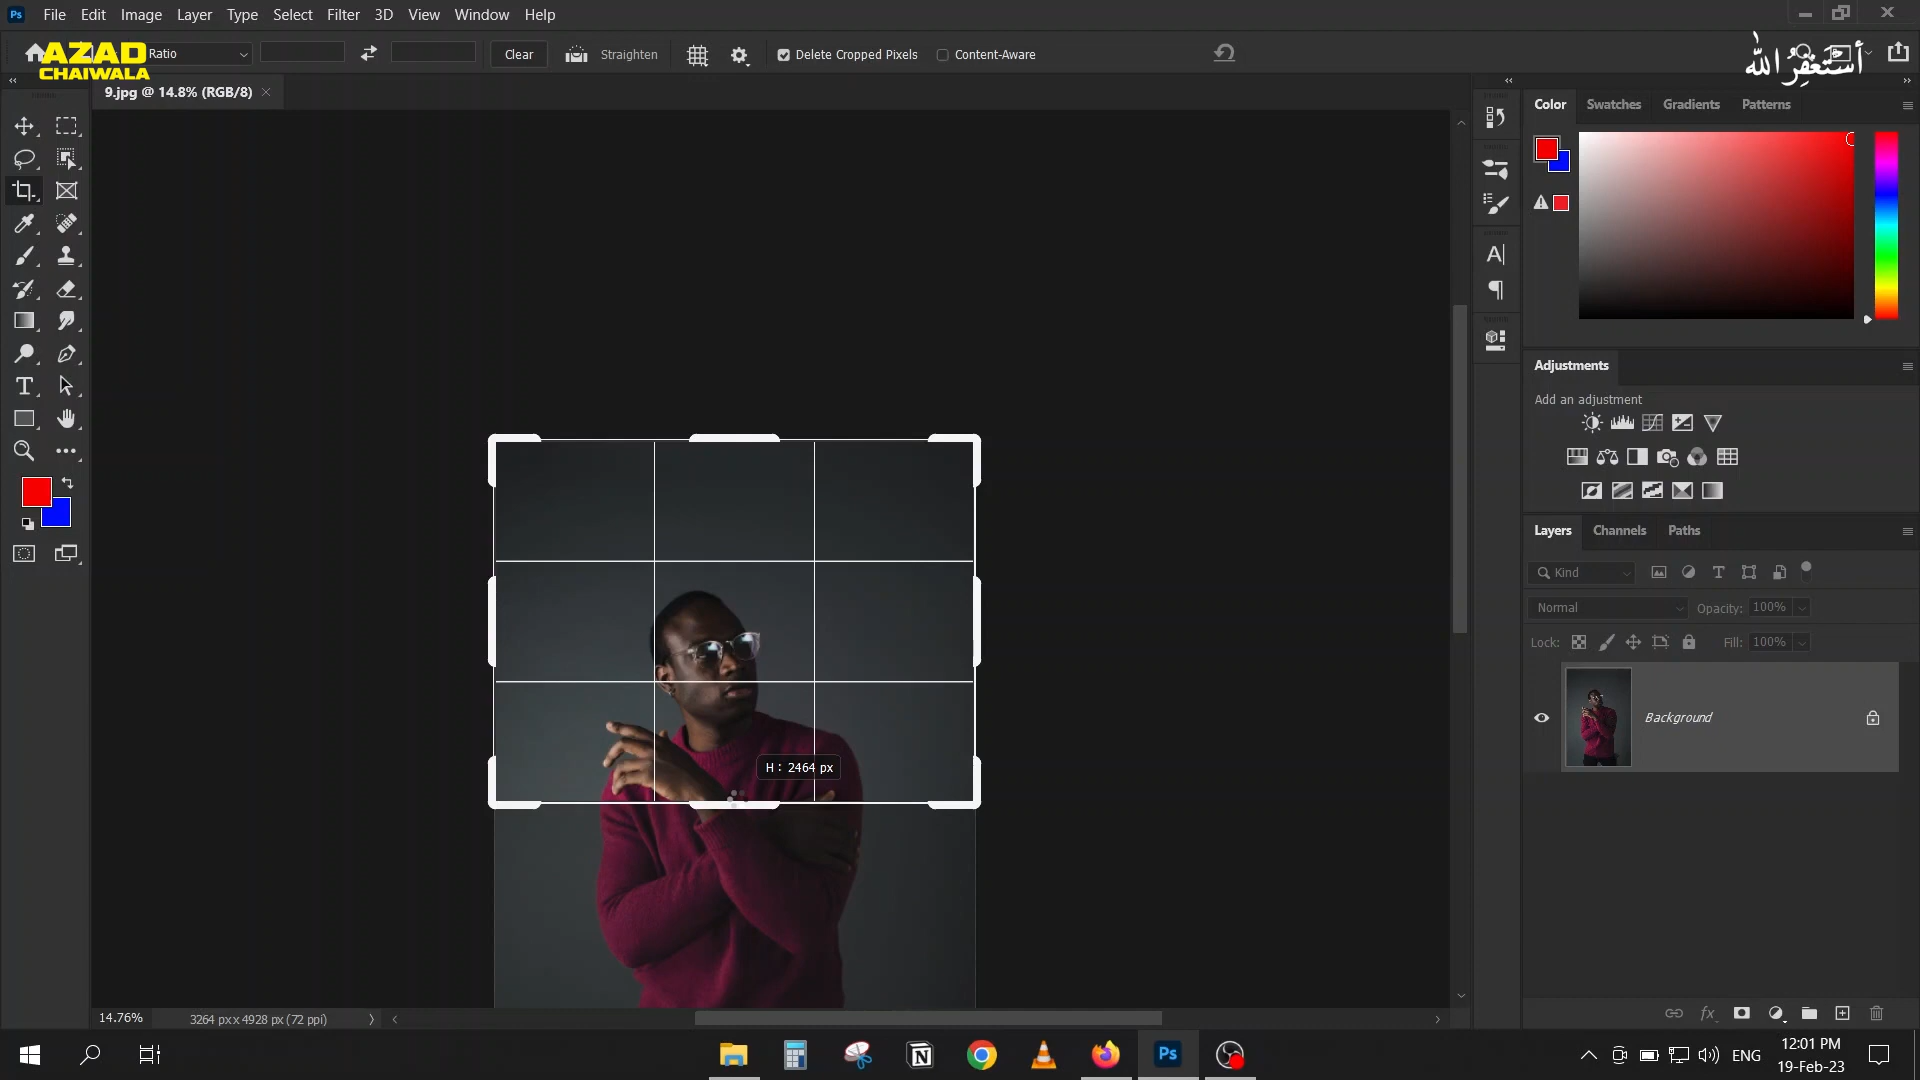 Ps File Edit Image Layer Type Select Filter 3D View Window Help
AZAD
CHAIWALA
Ratio Clear Straighten Delete Cropped Pixels Content-Aware
أستغفر الله
9.jpg @ 14.8% (RGB/8)
Color Swatches Gradients Patterns
Adjustments
Add an adjustment
Layers Channels Paths
Kind
Normal Opacity: 100%
Lock: Fill: 100%
Background
H : 2464 px
14.76% 3264 px x 4928 px (72 ppi)
ENG
12:01 PM
19-Feb-23